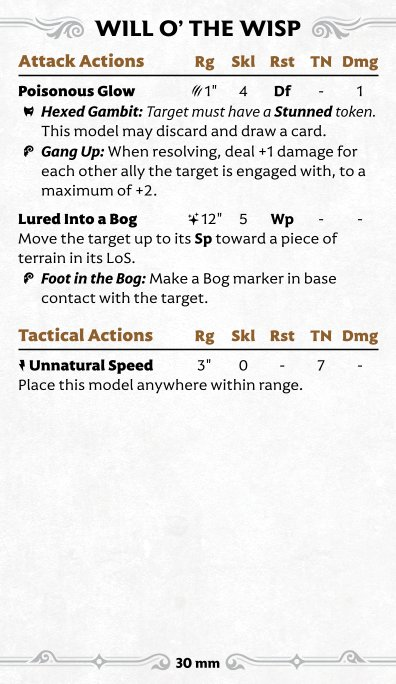 WILL O’ THE WISP
Attack Actions Rg Skl Rst TN Dmg
Poisonous Glow 1" 4 Df - 1
Hexed Gambit: Target must have a Stunned token.
This model may discard and draw a card.
Gang Up: When resolving, deal +1 damage for
each other ally the target is engaged with, to a
maximum of +2.
Lured Into a Bog 12" 5 Wp - -
Move the target up to its Sp toward a piece of
terrain in its LoS.
Foot in the Bog: Make a Bog marker in base
contact with the target.
Tactical Actions Rg Skl Rst TN Dmg
Unnatural Speed 3" 0 - 7 -
Place this model anywhere within range.
30 mm